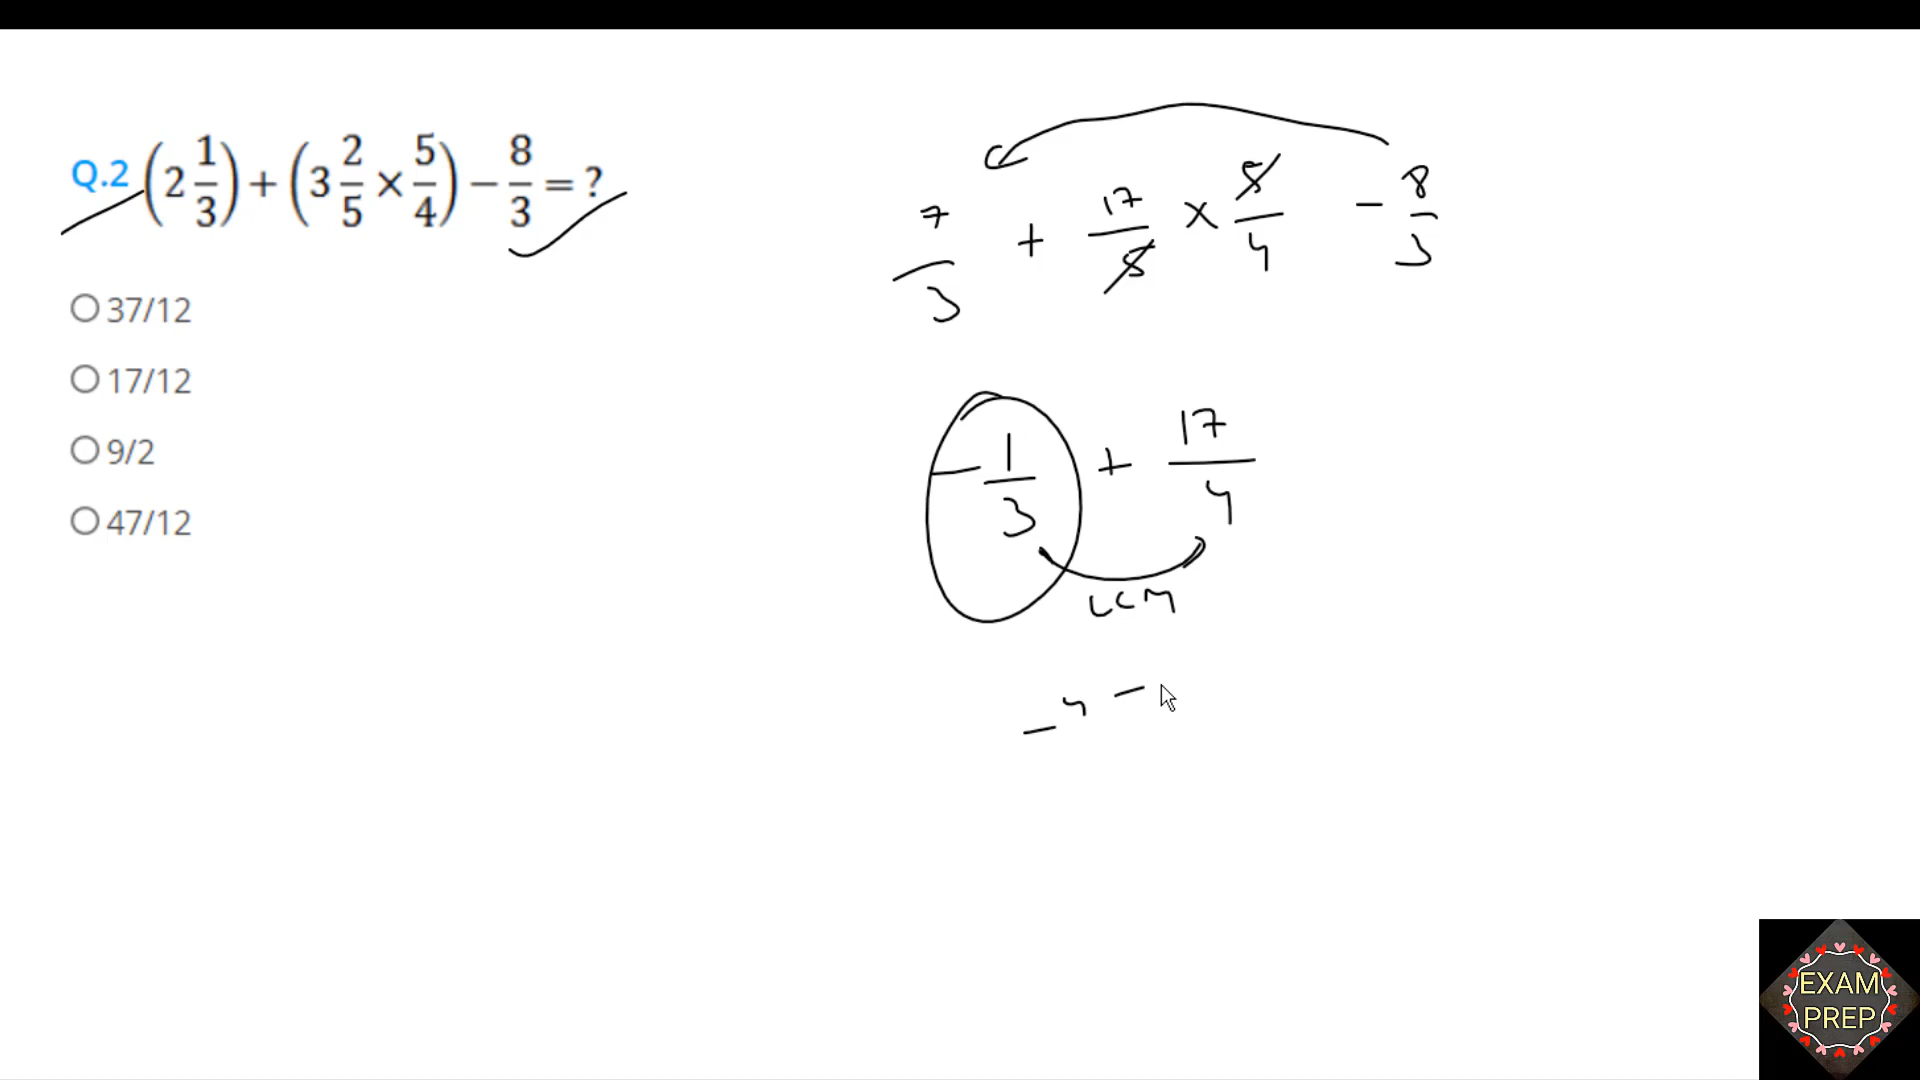 Q.2 (2 1/3) + (3 2/5 × 5/4) − 8/3 = ?
37/12
17/12
9/2
47/12
7/3 + 17/5 × 5/4 − 8/3
− 1/3 + 17/4
LCM
− 4 −
EXAM
PREP